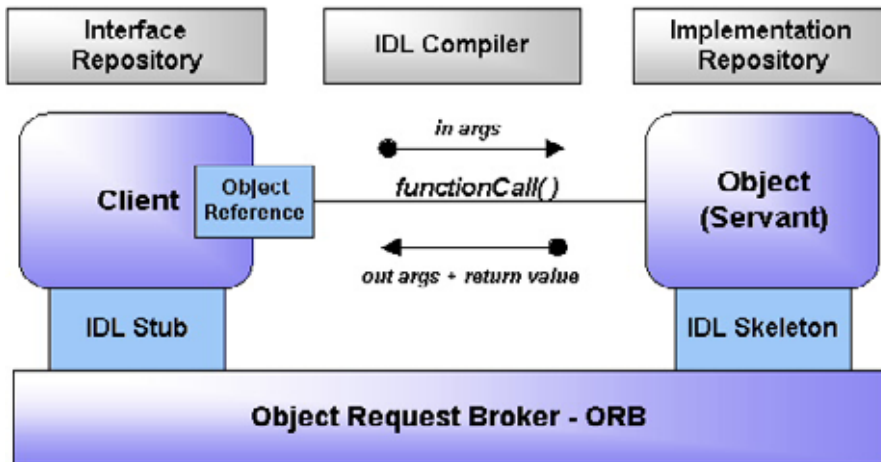 Interface
Repository
IDL Compiler
Implementation
Repository
in args
Client
Object
Reference
functionCall()
Object
(Servant)
out args + return value
IDL Stub
IDL Skeleton
Object Request Broker - ORB